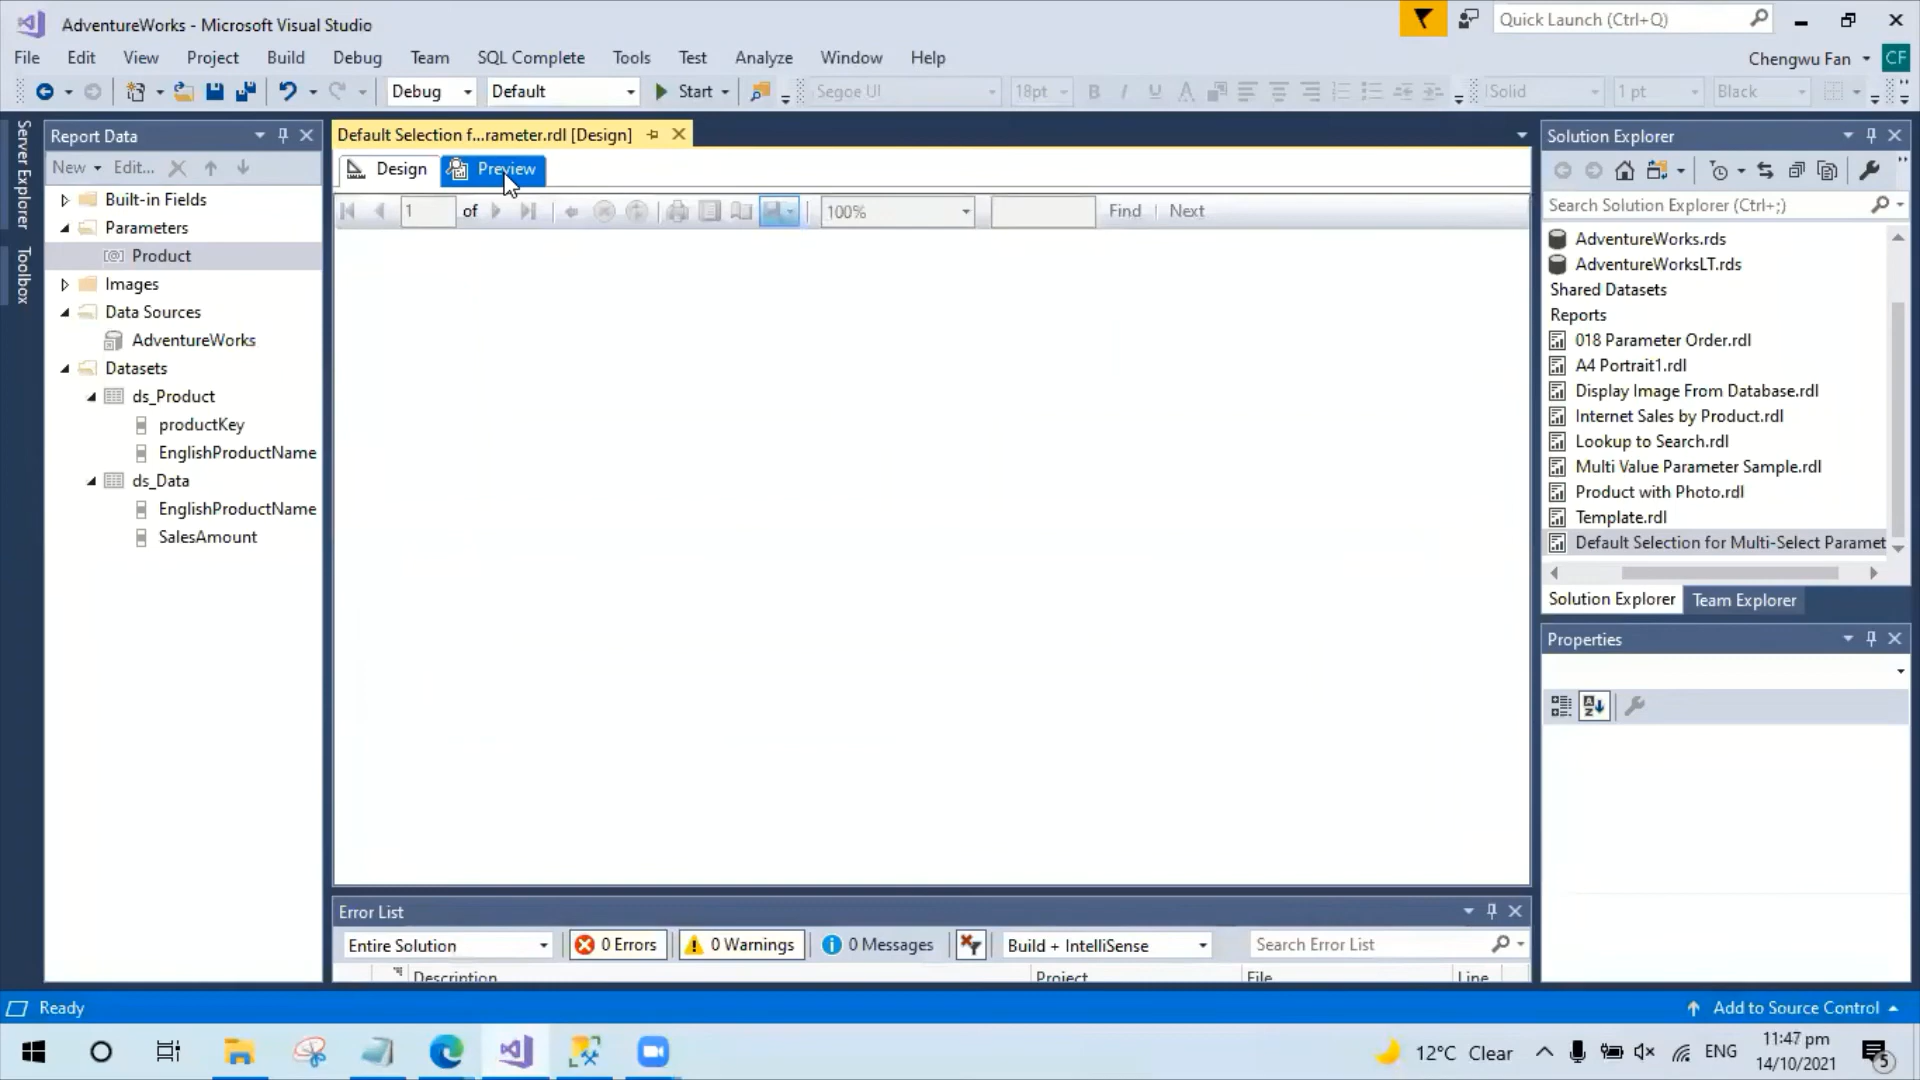 AdventureWorks - Microsoft Visual Studio
Quick Launch (Ctrl+Q)
File Edit View Project Build Debug Team SQL Complete Tools Test Analyze Window Help
Chengwu Fan CF
Debug Default Start Segoe UI 18pt B I U A Solid 1 pt Black
Server Explorer
Toolbox
Report Data
New Edit...
Built-in Fields
Parameters
[@] Product
Images
Data Sources
AdventureWorks
Datasets
ds_Product
productKey
EnglishProductName
ds_Data
EnglishProductName
SalesAmount
Default Selection f...rameter.rdl [Design]
Design Preview
1 of 100% Find Next
Error List
Entire Solution 0 Errors 0 Warnings 0 Messages Build + IntelliSense Search Error List
Description Project File Line
Solution Explorer
Search Solution Explorer (Ctrl+;)
AdventureWorks.rds
AdventureWorksLT.rds
Shared Datasets
Reports
018 Parameter Order.rdl
A4 Portrait1.rdl
Display Image From Database.rdl
Internet Sales by Product.rdl
Lookup to Search.rdl
Multi Value Parameter Sample.rdl
Product with Photo.rdl
Template.rdl
Default Selection for Multi-Select Paramet
Solution Explorer Team Explorer
Properties
Ready
Add to Source Control
12°C Clear
ENG
11:47 pm
14/10/2021
5